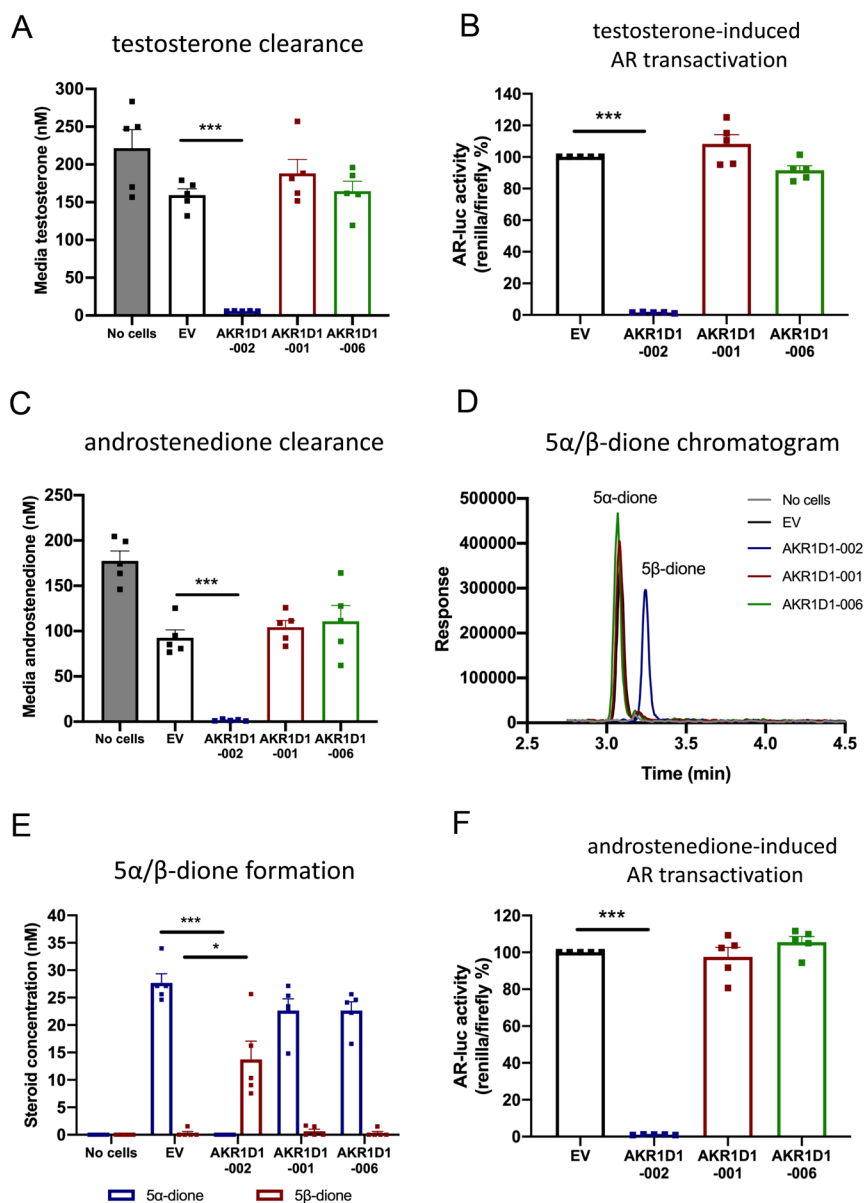 A
testosterone clearance
Media testosterone (nM)
300
250
200
150
100
50
0
***
No cells
EV
AKR1D1
-002
AKR1D1
-001
AKR1D1
-006
B
testosterone-induced
AR transactivation
AR-luc activity
(renilla/firefly %)
140
120
100
80
60
40
20
0
***
EV
AKR1D1
-002
AKR1D1
-001
AKR1D1
-006
C
androstenedione clearance
Media androstenedione (nM)
250
200
150
100
50
0
***
No cells
EV
AKR1D1
-002
AKR1D1
-001
AKR1D1
-006
D
5α/β-dione chromatogram
Response
500000
400000
300000
200000
100000
0
5α-dione
5β-dione
No cells
EV
AKR1D1-002
AKR1D1-001
AKR1D1-006
2.5
3.0
3.5
4.0
4.5
Time (min)
E
5α/β-dione formation
Steroid concentration (nM)
40
35
30
25
20
15
10
5
0
***
*
No cells
EV
AKR1D1
-002
AKR1D1
-001
AKR1D1
-006
5α-dione
5β-dione
F
androstenedione-induced
AR transactivation
AR-luc activity
(renilla/firefly %)
120
100
80
60
40
20
0
***
EV
AKR1D1
-002
AKR1D1
-001
AKR1D1
-006